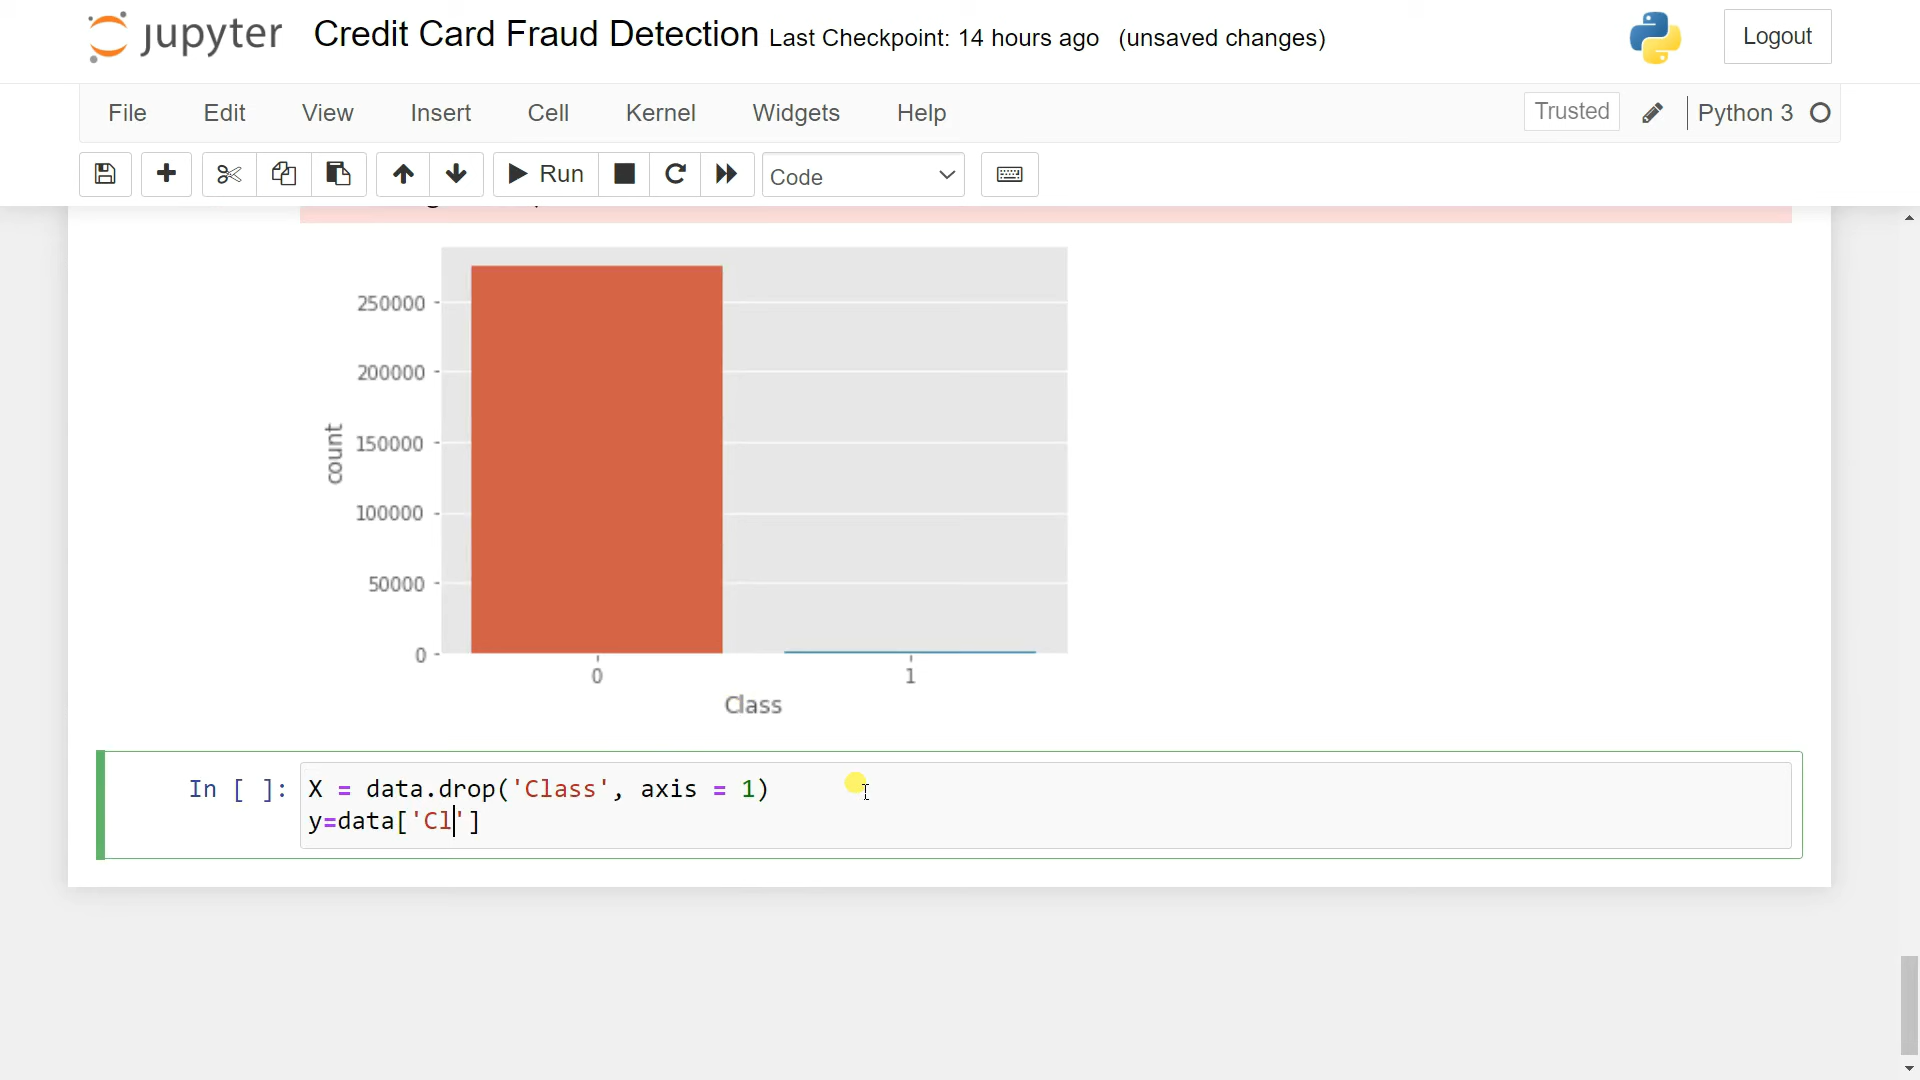 jupyter Credit Card Fraud Detection Last Checkpoint: 14 hours ago (unsaved changes) Logout
File Edit View Insert Cell Kernel Widgets Help Trusted Python 3
Run Code
250000
200000
150000
100000
50000
0
count
0 1
Class
In [ ]: X = data.drop('Class', axis = 1)
y=data['Cl']